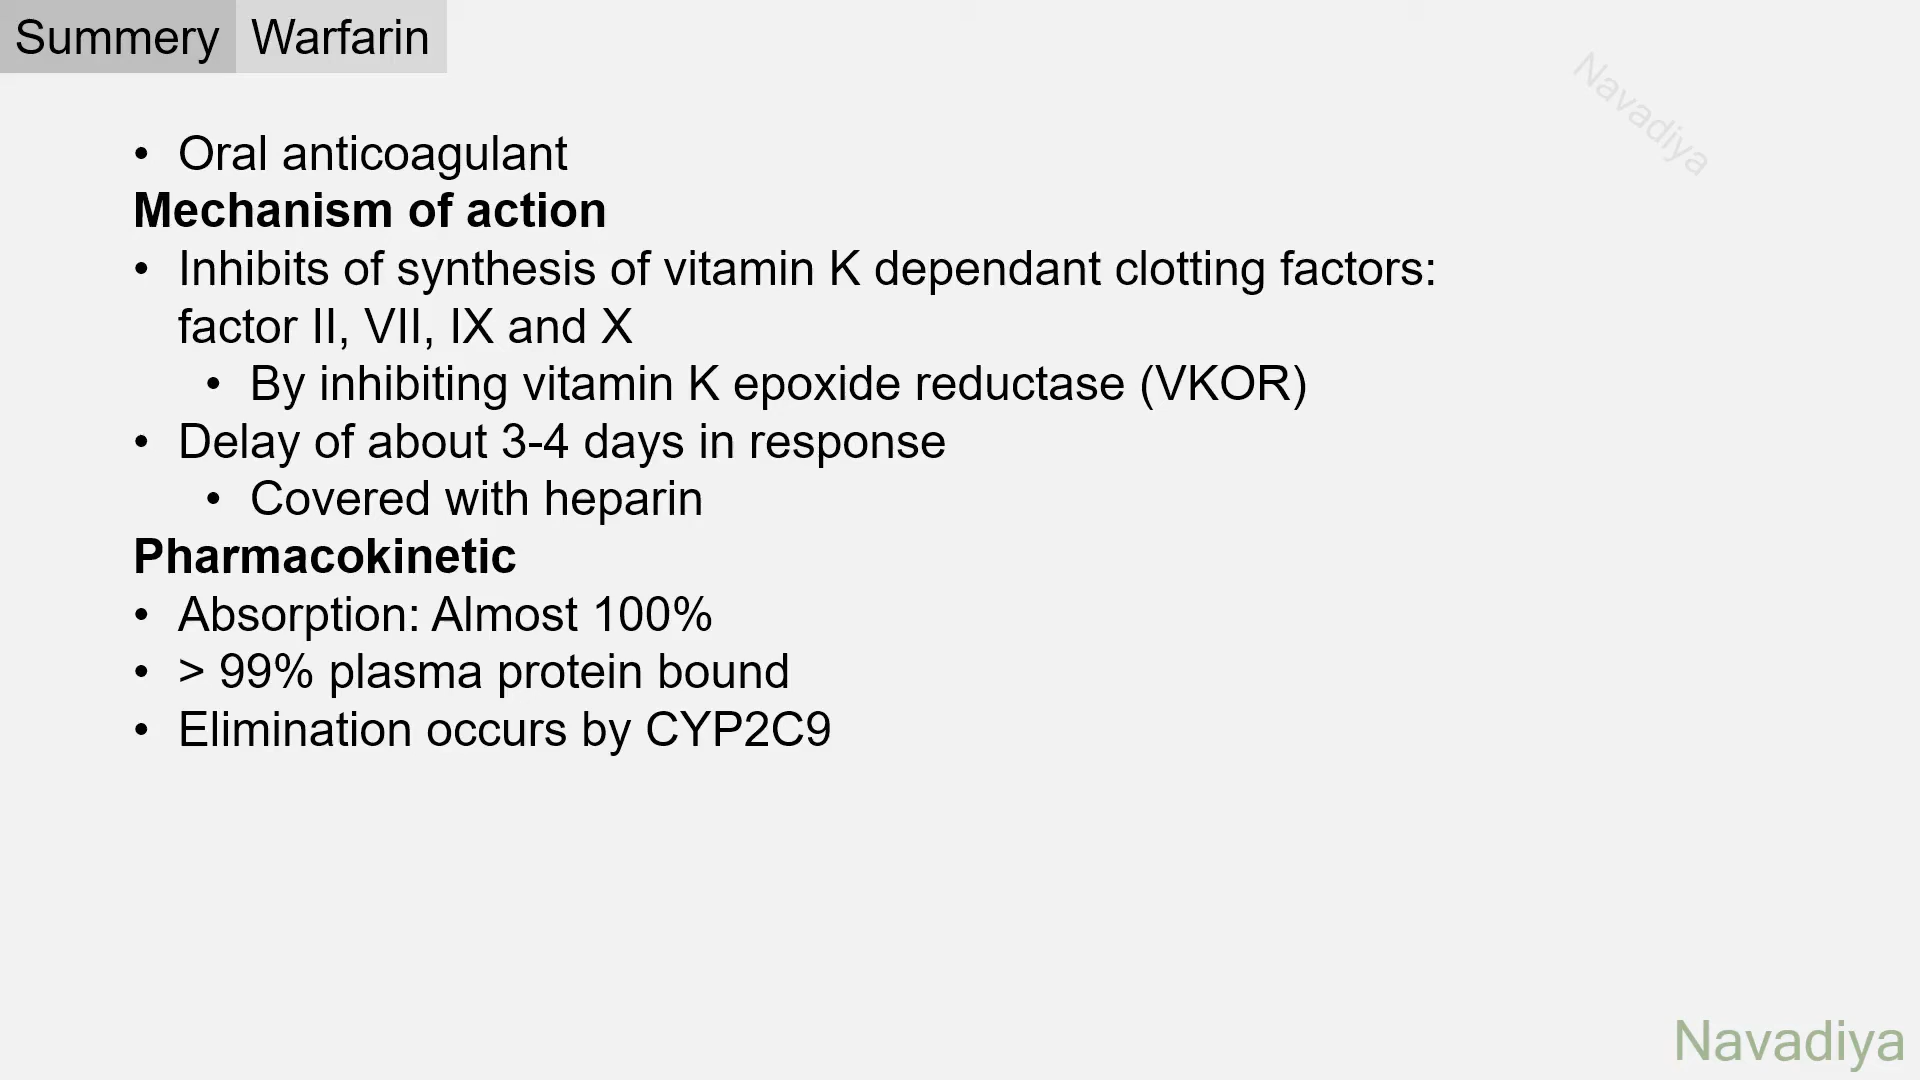 Summery Warfarin
Navadiya
• Oral anticoagulant
Mechanism of action
• Inhibits of synthesis of vitamin K dependant clotting factors:
factor II, VII, IX and X
• By inhibiting vitamin K epoxide reductase (VKOR)
• Delay of about 3-4 days in response
• Covered with heparin
Pharmacokinetic
• Absorption: Almost 100%
• > 99% plasma protein bound
• Elimination occurs by CYP2C9
Navadiya